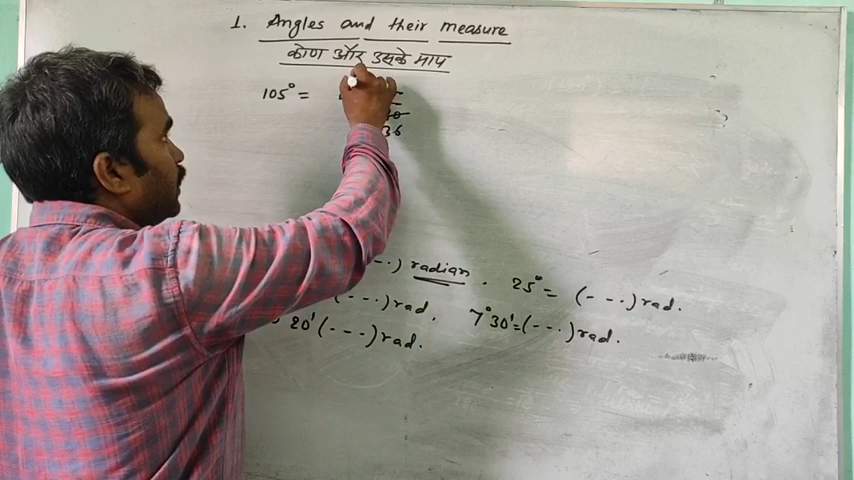 1. Angles and their measure
कोण और उसके माप
105° =
36
--) radian . 25° = (- - -) rad.
(- - -) rad. 7° 30' = (- - -) rad.
20' (- - -) rad.